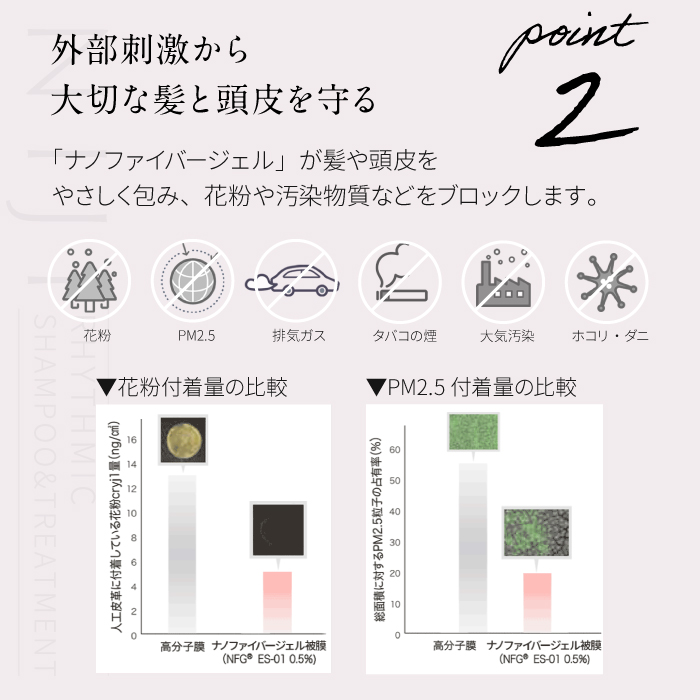 point
2
外部刺激から
大切な髪と頭皮を守る
「ナノファイバージェル」が髪や頭皮を
やさしく包み、花粉や汚染物質などをブロックします。
花粉
PM2.5
排気ガス
タバコの煙
大気汚染
ホコリ・ダニ
RHYTHMIC
SHAMPOO&TREATMENT
▼花粉付着量の比較
人工皮革に付着している花粉cryj1量(ng/㎠)
16
14
12
10
8
6
4
2
0
高分子膜
ナノファイバージェル被膜
(NFG® ES-01 0.5%)
▼PM2.5 付着量の比較
総面積に対するPM2.5粒子の占有率(%)
60
50
40
30
20
10
0
高分子膜
ナノファイバージェル被膜
(NFG® ES-01 0.5%)